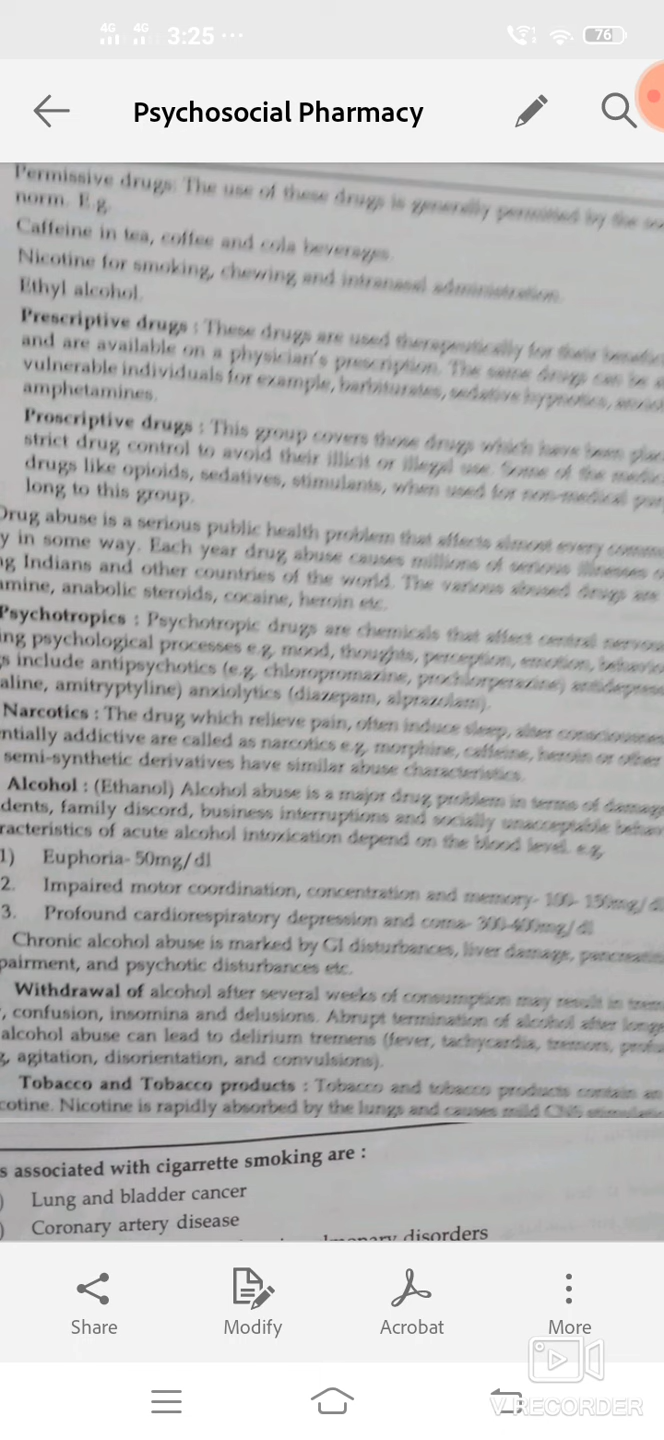 4G 4G 3:25 ... 76
Psychosocial Pharmacy
Permissive drugs: The use of these drugs is generally permitted by the
norm. E.g.
Caffeine in tea, coffee and cola beverages.
Nicotine for smoking, chewing and intranasal administration.
Ethyl alcohol.
Prescriptive drugs : These drugs are used therapeutically for their
and are available on a physician's prescription. The same drugs can be
vulnerable individuals for example, barbiturates, sedative hypnotics,
amphetamines.
Proscriptive drugs : This group covers those drugs which have been
strict drug control to avoid their illicit or illegal use. Some of the
drugs like opioids, sedatives, stimulants, when used for non-medical
long to this group.
Drug abuse is a serious public health problem that affects almost every
y in some way. Each year drug abuse causes millions of serious illnesses
ng Indians and other countries of the world. The various abused drugs are
amine, anabolic steroids, cocaine, heroin etc.
Psychotropics : Psychotropic drugs are chemicals that affect central
ing psychological processes e.g. mood, thoughts, perception, emotion,
s include antipsychotics (e.g. chloropromazine, prochlorperazine)
aline, amitryptyline) anxiolytics (diazepam, alprazolam).
Narcotics : The drug which relieve pain, often induce sleep, alter
ntially addictive are called as narcotics e.g. morphine, caffeine, heroin or other
semi-synthetic derivatives have similar abuse characteristics.
Alcohol : (Ethanol) Alcohol abuse is a major drug problem in terms of
dents, family discord, business interruptions and socially unacceptable
racteristics of acute alcohol intoxication depend on the blood level. e.g,
1) Euphoria- 50mg/dl
2. Impaired motor coordination, concentration and memory- 100- 150mg/
3. Profound cardiorespiratory depression and coma- 300-400mg/dl
Chronic alcohol abuse is marked by GI disturbances, liver damage,
pairment, and psychotic disturbances etc.
Withdrawal of alcohol after several weeks of consumption may result in
, confusion, insomina and delusions. Abrupt termination of alcohol after
alcohol abuse can lead to delirium tremens (fever, tachycardia, tremors,
g, agitation, disorientation, and convulsions).
Tobacco and Tobacco products : Tobacco and tobacco products contain
cotine. Nicotine is rapidly absorbed by the lungs and causes mild CNS
s associated with cigarrette smoking are :
) Lung and bladder cancer
) Coronary artery disease
disorders
Share Modify Acrobat More
V RECORDER